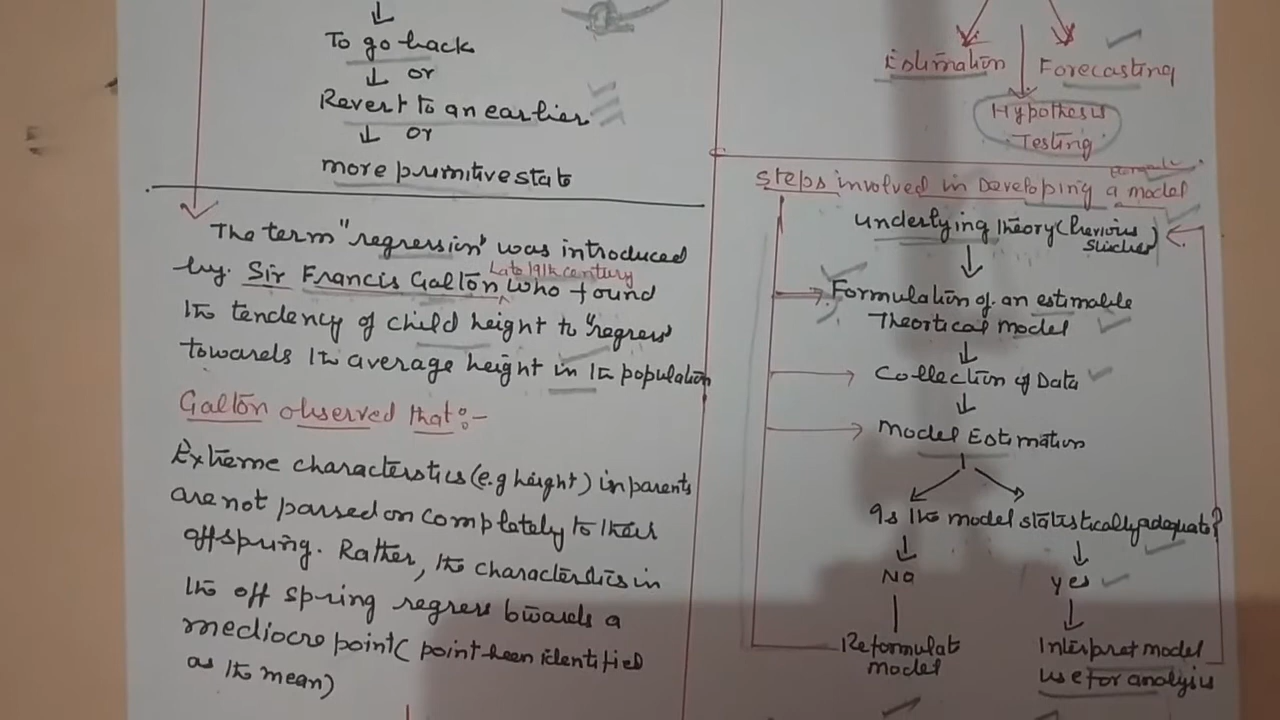 To go back
or
Revert to an earlier
or
more primitive state
The term "regression" was introduced
by Sir Francis Galton who found
Late 19th century
the tendency of child height to "regress"
towards the average height in the population
Galton observed that:-
Extreme characterstics (e.g height) in parents
are not passed on completely to their
offspring. Rather, the characteristics in
the off spring regress towards a
mediocre point (point been identified
as the mean)
Estimation
Forecasting
Hypothesis
Testing
Steps involved in Developing a model
underlying theory (Previous
Formulation of an estimable
Theortical model
Collection of Data
Model Estimation
Is the model statistically adequate?
No
yes
Reformulate
model
Interpret model
use for analysis